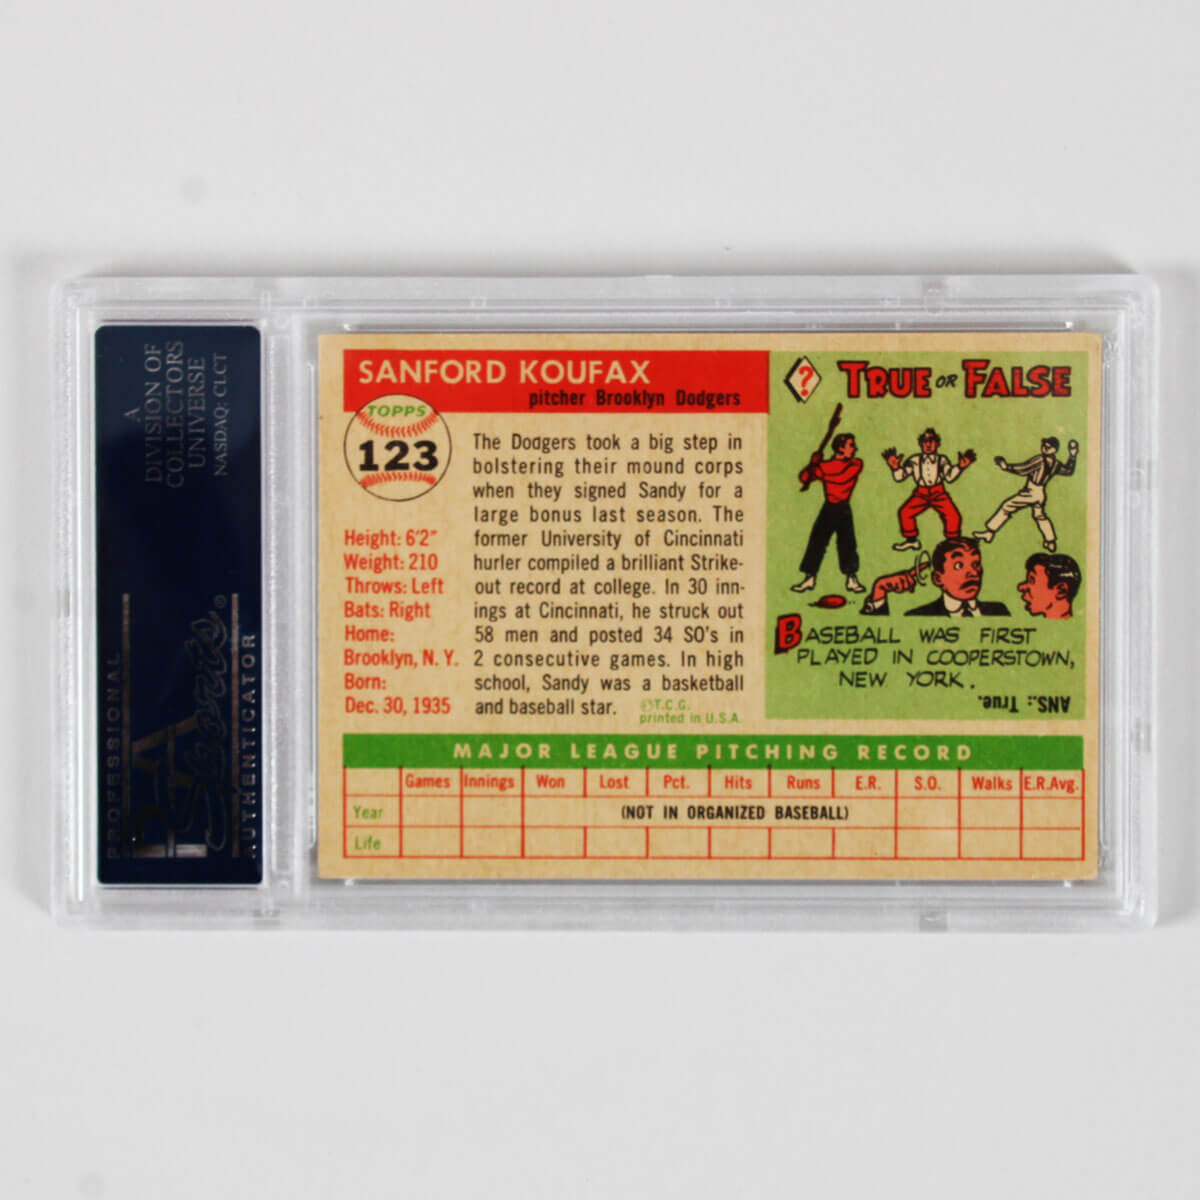 A
DIVISION OF
COLLECTORS
UNIVERSE
NASDAQ: CLCT
PROFESSIONAL
Sports
AUTHENTICATOR
SANFORD KOUFAX
pitcher Brooklyn Dodgers
TOPPS
123
Height: 6'2"
Weight: 210
Throws: Left
Bats: Right
Home:
Brooklyn, N. Y.
Born:
Dec. 30, 1935
The Dodgers took a big step in
bolstering their mound corps
when they signed Sandy for a
large bonus last season. The
former University of Cincinnati
hurler compiled a brilliant Strike-
out record at college. In 30 inn-
ings at Cincinnati, he struck out
58 men and posted 34 SO's in
2 consecutive games. In high
school, Sandy was a basketball
and baseball star.
©T.C.G.
printed in U.S.A.
?
TRUE OR FALSE
BASEBALL WAS FIRST
PLAYED IN COOPERSTOWN,
NEW YORK.
ANS.: True.
MAJOR LEAGUE PITCHING RECORD
Games Innings Won Lost Pct. Hits Runs E.R. S.O. Walks E.R.Avg.
Year (NOT IN ORGANIZED BASEBALL)
Life